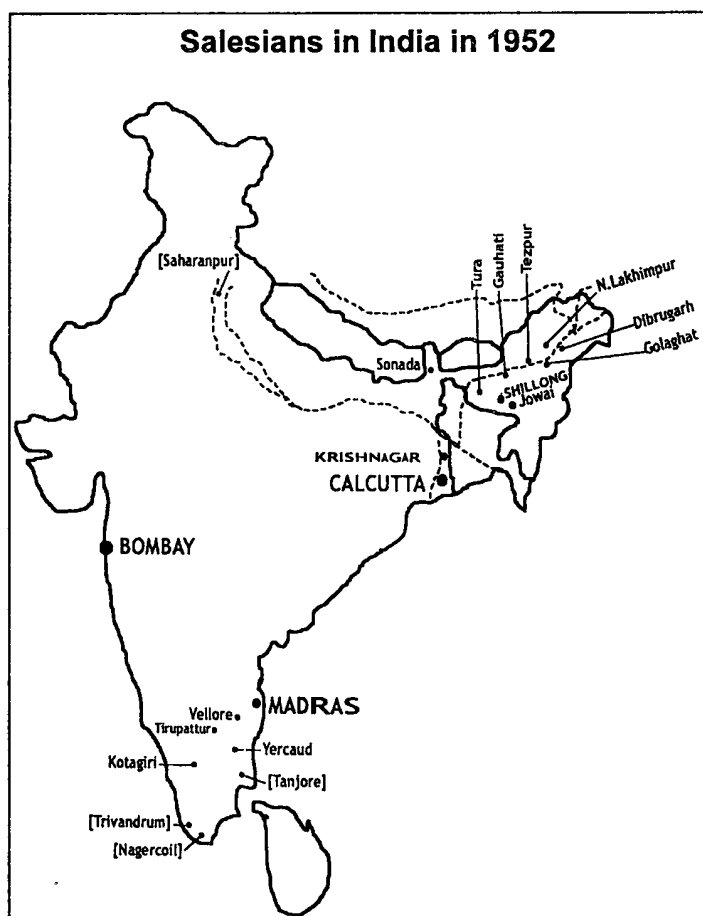 Salesians in India in 1952
[Saharanpur]
Tura
Gauhati
Tezpur
N.Lakhimpur
Dibrugarh
Golaghat
Sonada
SHILLONG
Jowai
KRISHNAGAR
CALCUTTA
BOMBAY
MADRAS
Vellore
Tirupattur
Yercaud
Kotagiri
[Tanjore]
[Trivandrum]
[Nagercoil]